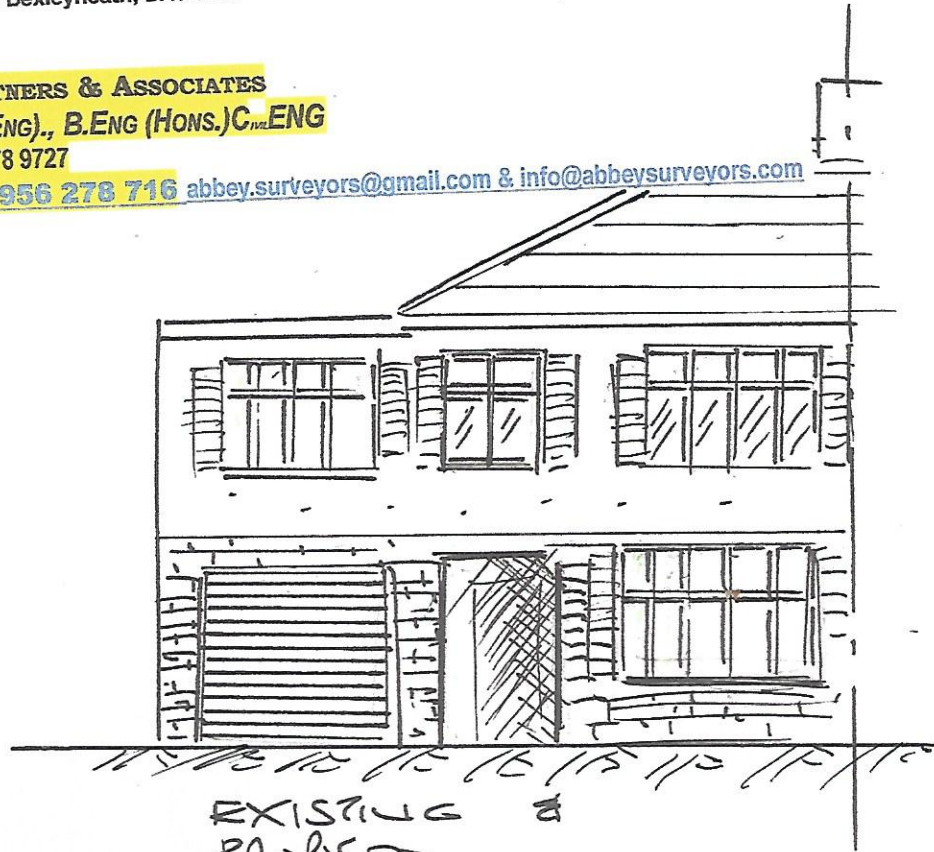 Bexleyheath,
TNERS & ASSOCIATES
ENG)., B.ENG (HONS.)CIVIL ENG
78 9727
956 278 716 abbey.surveyors@gmail.com & info@abbeysurveyors.com
EXISTING &